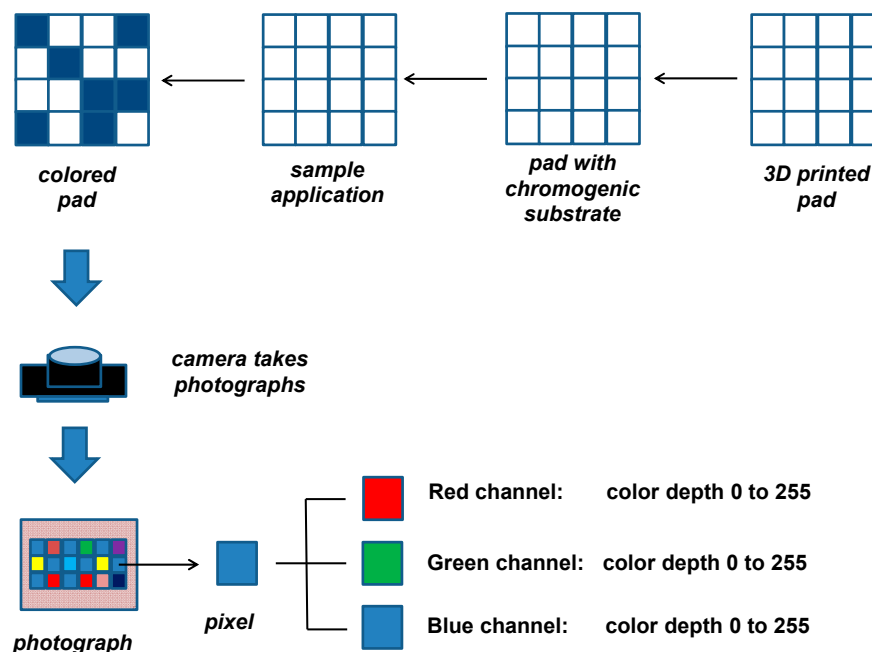 colored
pad
sample
application
pad with
chromogenic
substrate
3D printed
pad
camera takes
photographs
Red channel: color depth 0 to 255
Green channel: color depth 0 to 255
Blue channel: color depth 0 to 255
pixel
photograph